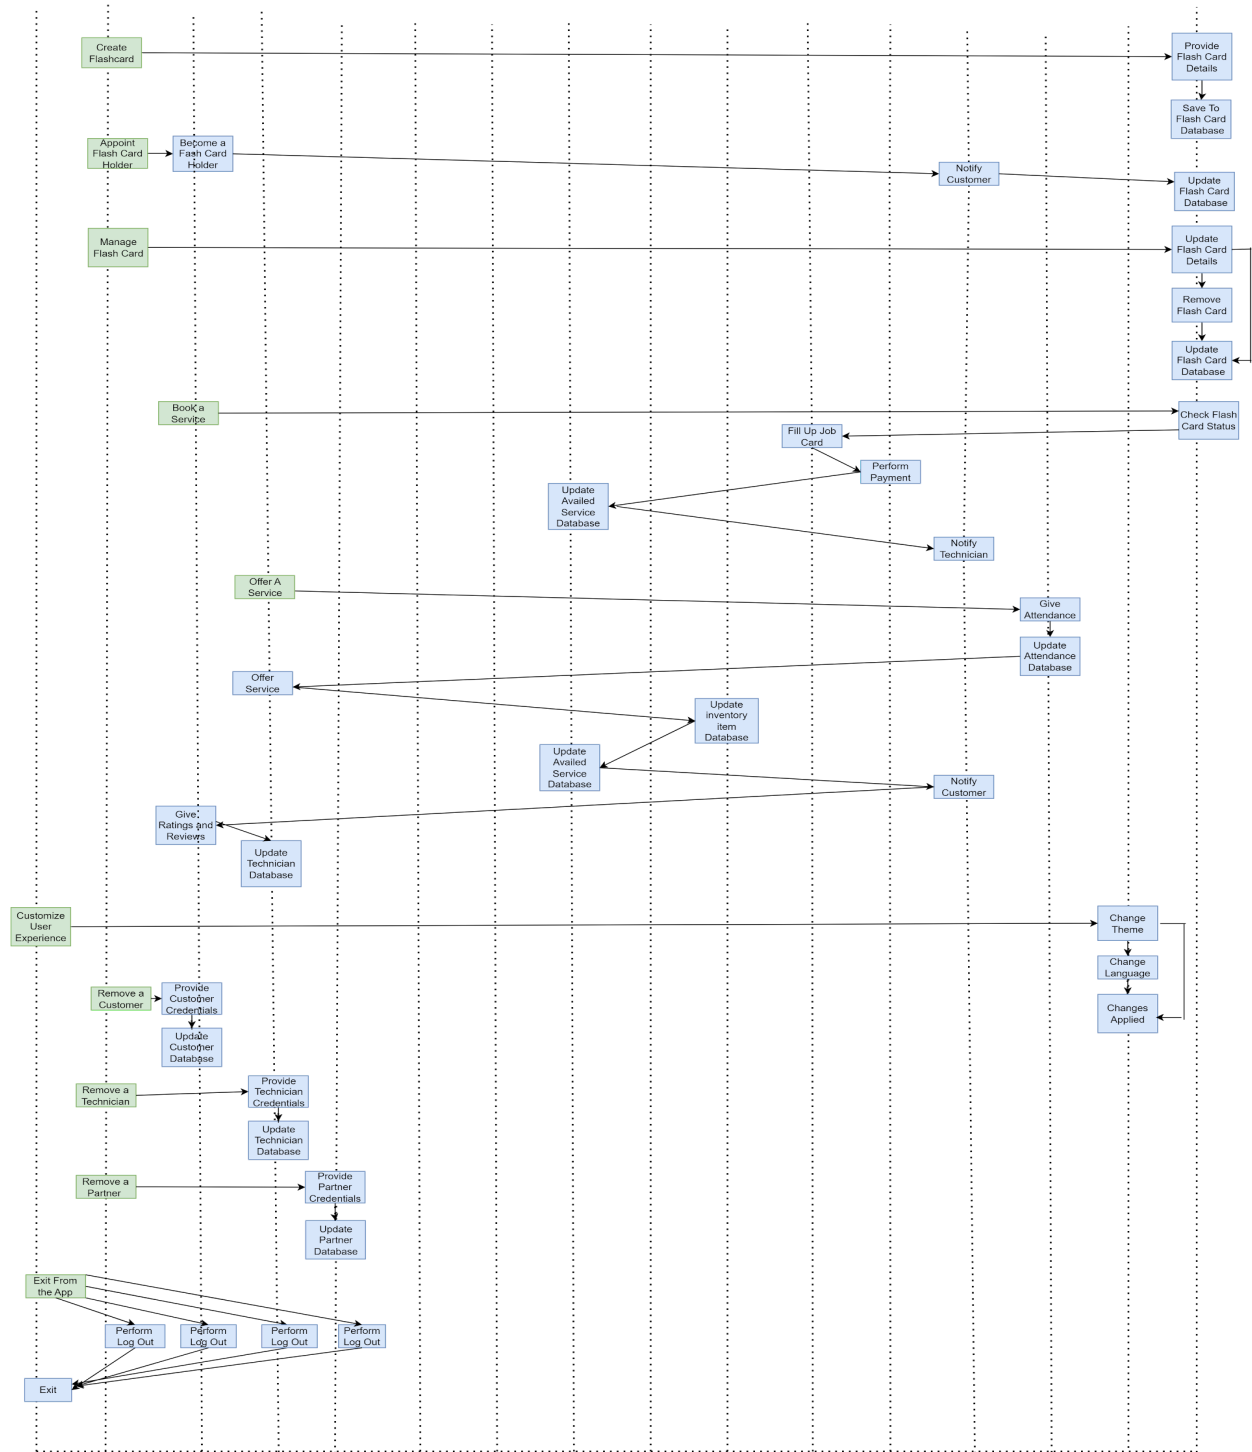 Create
Flashcard
Provide
Flash Card
Details
Save To
Flash Card
Database
Appoint
Flash Card
Holder
Become a
Fash Card
Holder
Notify
Customer
Update
Flash Card
Database
Manage
Flash Card
Update
Flash Card
Details
Remove
Flash Card
Update
Flash Card
Database
Book a
Service
Check Flash
Card Status
Fill Up Job
Card
Perform
Payment
Update
Availed
Service
Database
Notify
Technician
Offer A
Service
Give
Attendance
Update
Attendance
Database
Offer
Service
Update
inventory
item
Database
Update
Availed
Service
Database
Notify
Customer
Give
Ratings and
Reviews
Update
Technician
Database
Customize
User
Experience
Change
Theme
Change
Language
Changes
Applied
Remove a
Customer
Provide
Customer
Credentials
Update
Customer
Database
Remove a
Technician
Provide
Technician
Credentials
Update
Technician
Database
Remove a
Partner
Provide
Partner
Credentials
Update
Partner
Database
Exit From
the App
Perform
Log Out
Perform
Log Out
Perform
Log Out
Perform
Log Out
Exit